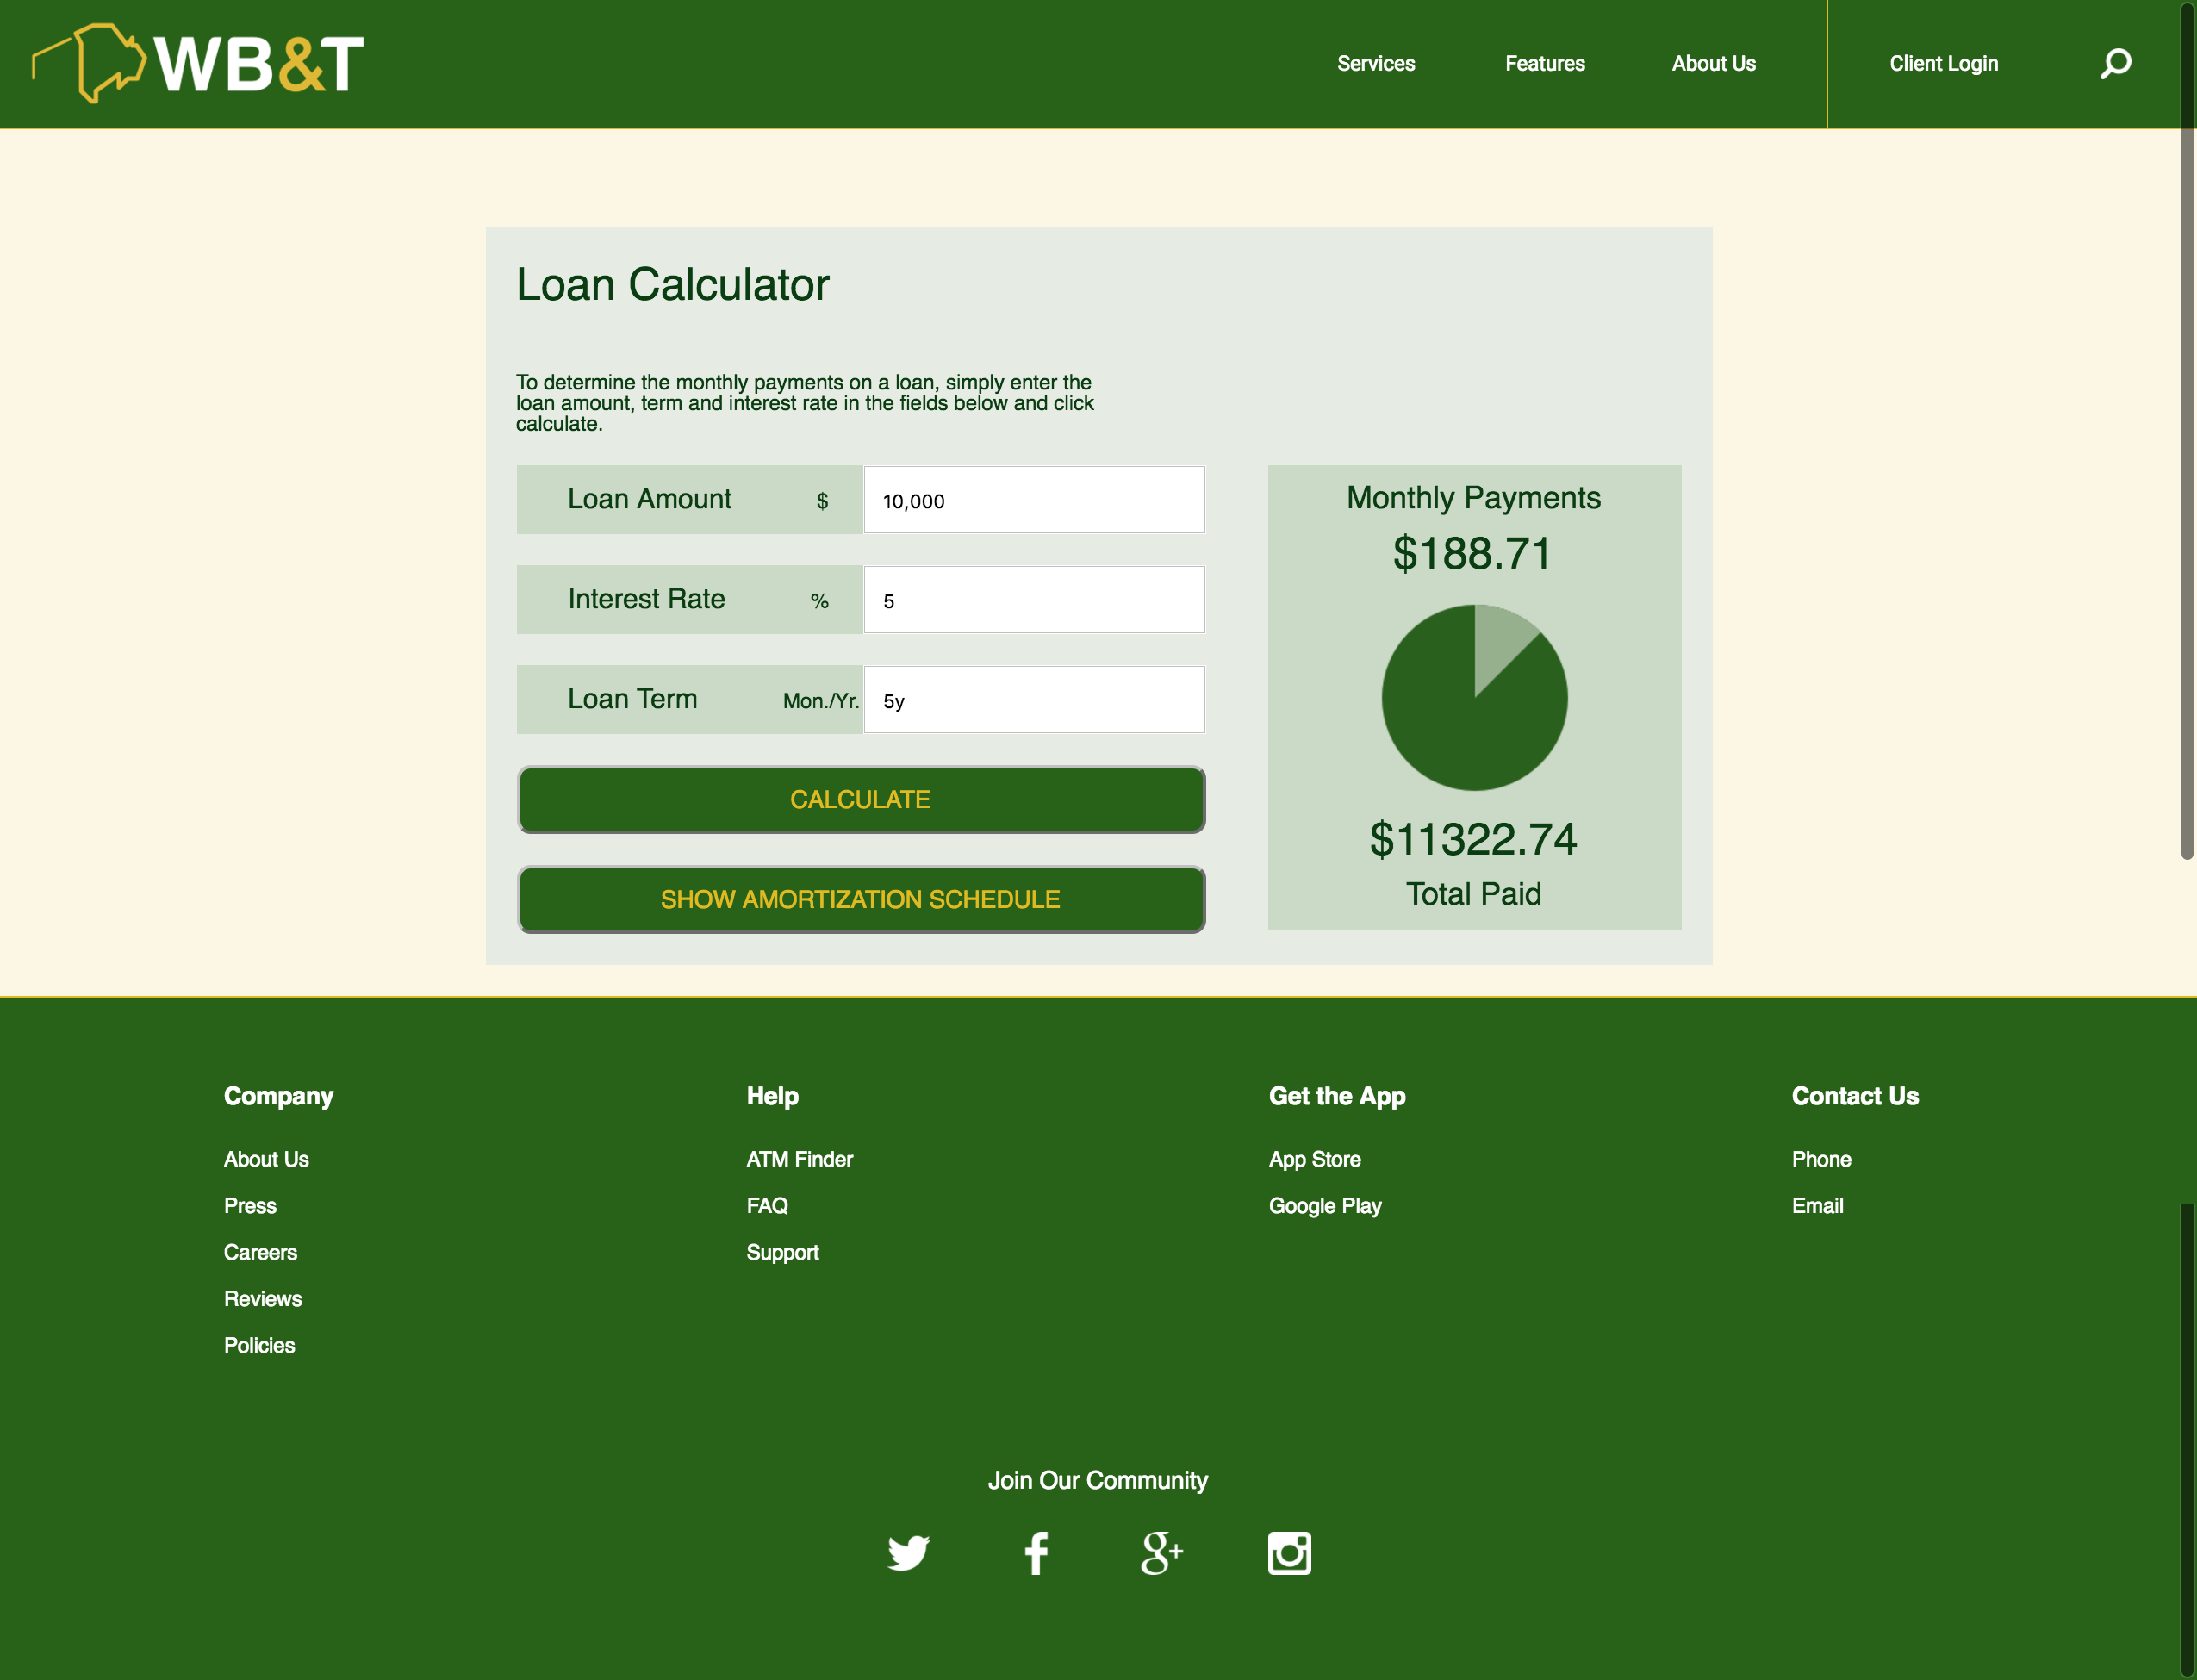 WB&T
Services
Features
About Us
Client Login
Loan Calculator
To determine the monthly payments on a loan, simply enter the
loan amount, term and interest rate in the fields below and click
calculate.
Loan Amount $ 10,000
Interest Rate % 5
Loan Term Mon./Yr. 5y
CALCULATE
SHOW AMORTIZATION SCHEDULE
Monthly Payments
$188.71
$11322.74
Total Paid
Company
About Us
Press
Careers
Reviews
Policies
Help
ATM Finder
FAQ
Support
Get the App
App Store
Google Play
Contact Us
Phone
Email
Join Our Community
g+